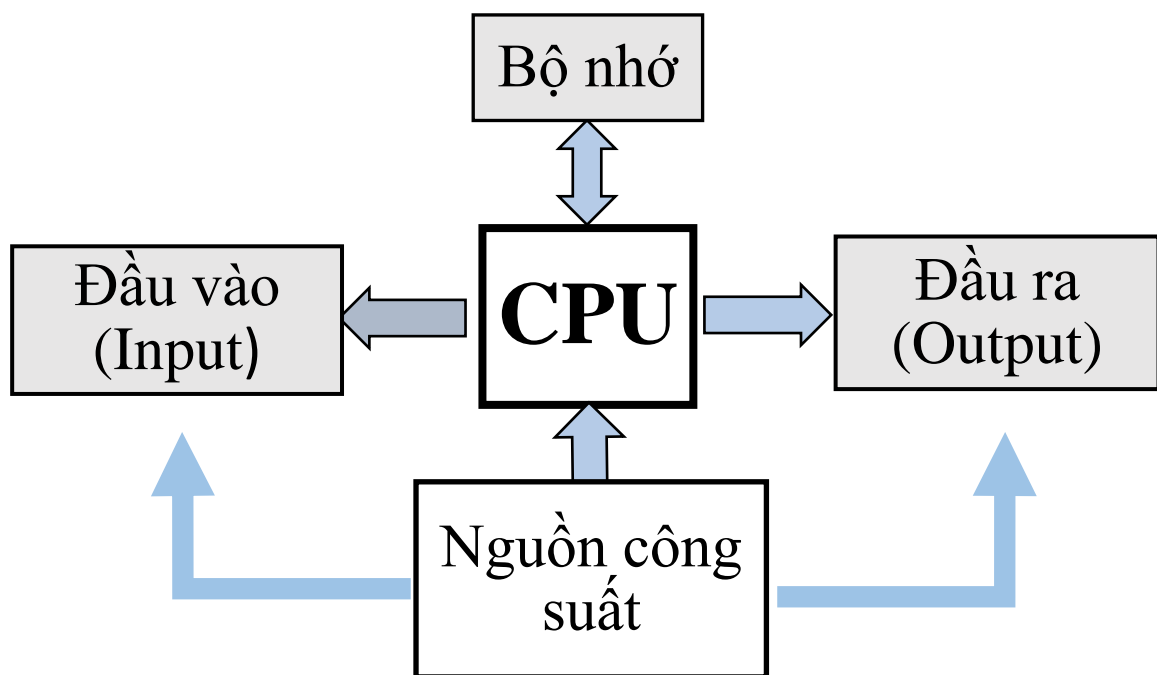 Bộ nhớ
Đầu vào
(Input)
CPU
Đầu ra
(Output)
Nguồn công
suất